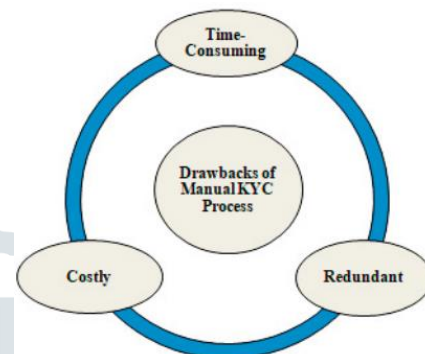 Time-
Consuming
Drawbacks of
Manual KYC
Process
Costly
Redundant